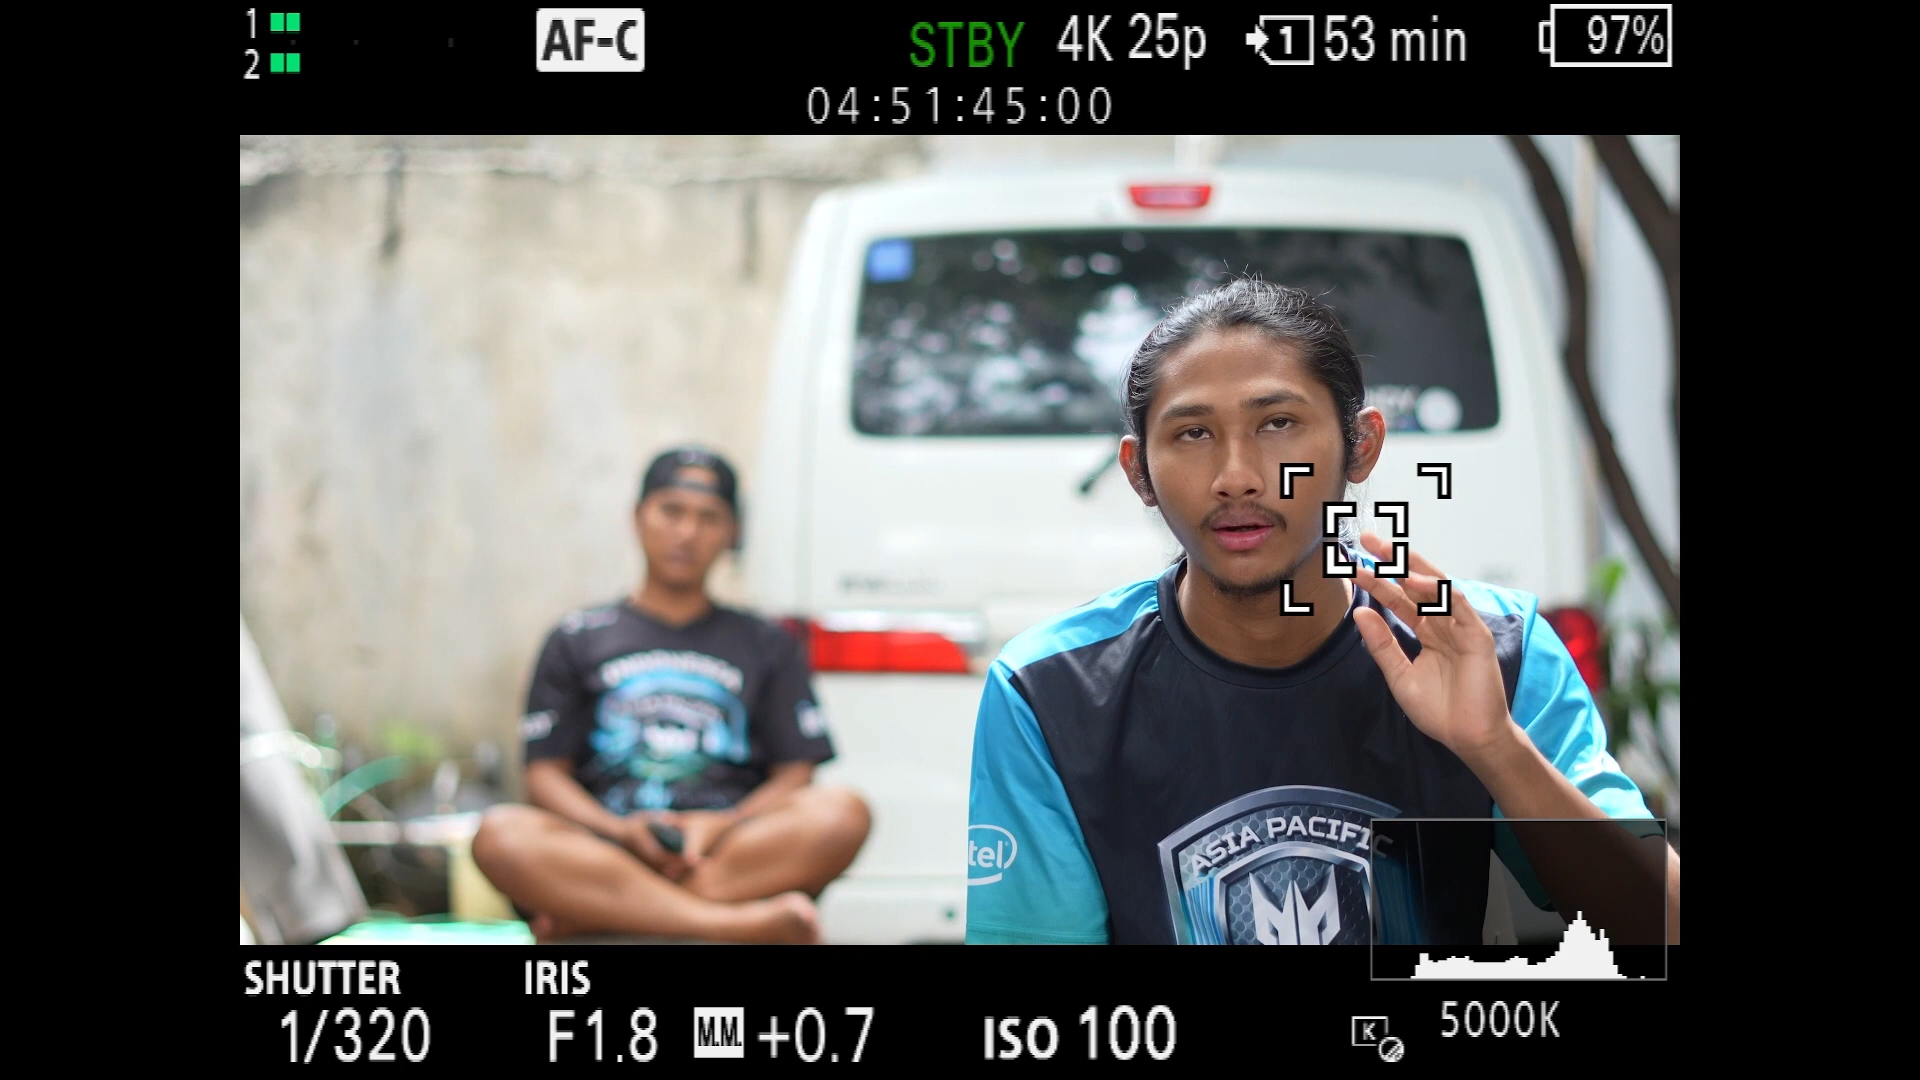 1
2
AF-C
STBY 4K 25p 1 53 min 97%
04:51:45:00
tel
ASIA PACIFIC
SHUTTER
1/320
IRIS
F1.8
M.M. +0.7
ISO 100
K 5000K